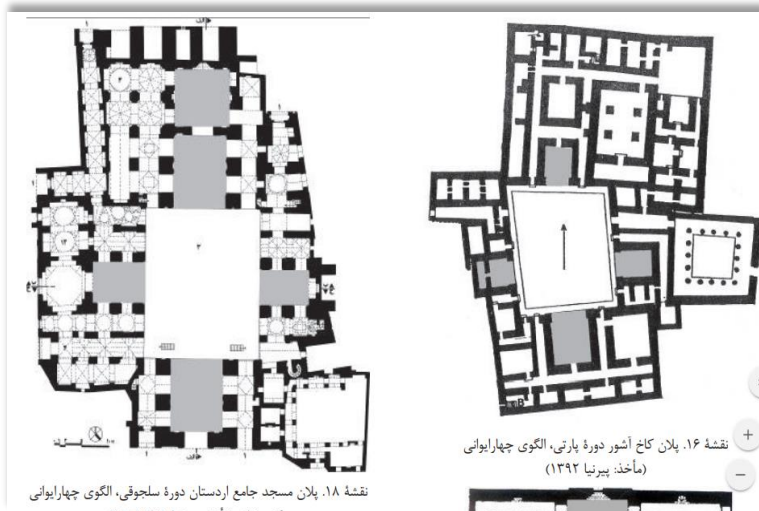 نقشهٔ ۱۶. پلان کاخ آشور دورهٔ پارتی، الگوی چهارایوانی
(مأخذ: پیرنیا ۱۳۹۲)
نقشهٔ ۱۸. پلان مسجد جامع اردستان دورهٔ سلجوقی، الگوی چهارایوانی